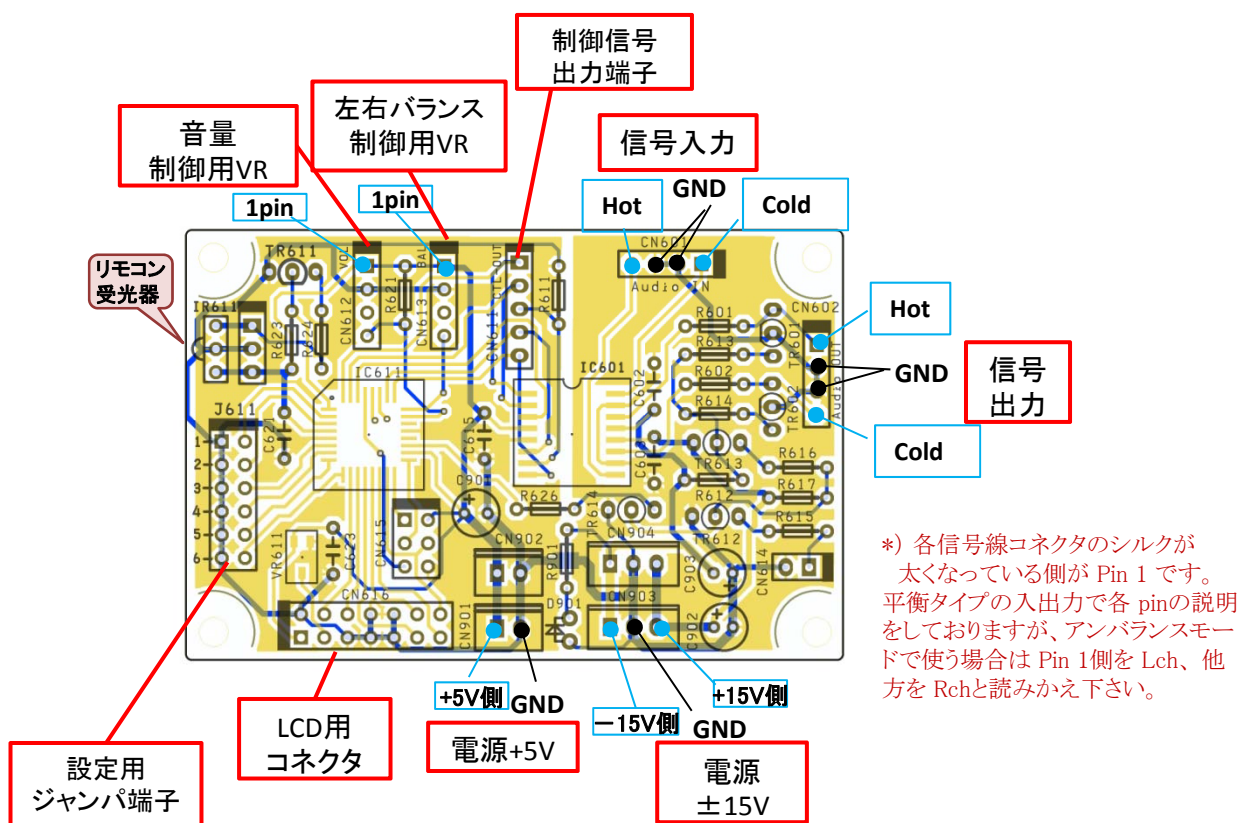 制御信号
出力端子
左右バランス
制御用VR
音量
制御用VR
信号入力
1pin
1pin
Hot
GND
Cold
リモコン
受光器
TR611
VOL
CN612
R621
BAL
CN613
CTL-OUT
CN611
R611
CN601
Audio IN
IR611
R623
R624
R601
R613
R602
R614
TR601
TR602
CN602
Audio OUT
Hot
GND
Cold
信号
出力
IC611
IC601
C602
J611
1
2
3
4
5
6
C621
C615
TR613
R616
R617
R615
R612
TR612
R626
TR614
CN904
CN902
R901
CN615
VR611
C623
CN616
CN901
D901
CN903
C903
C902
CN614
+5V側
GND
－15V側
GND
+15V側
設定用
ジャンパ端子
LCD用
コネクタ
電源+5V
電源
±15V
*）各信号線コネクタのシルクが
太くなっている側が Pin 1 です。
平衡タイプの入出力で各 pinの説明
をしておりますが、アンバランスモー
ドで使う場合は Pin 1側を Lch、他
方を Rchと読みかえ下さい。